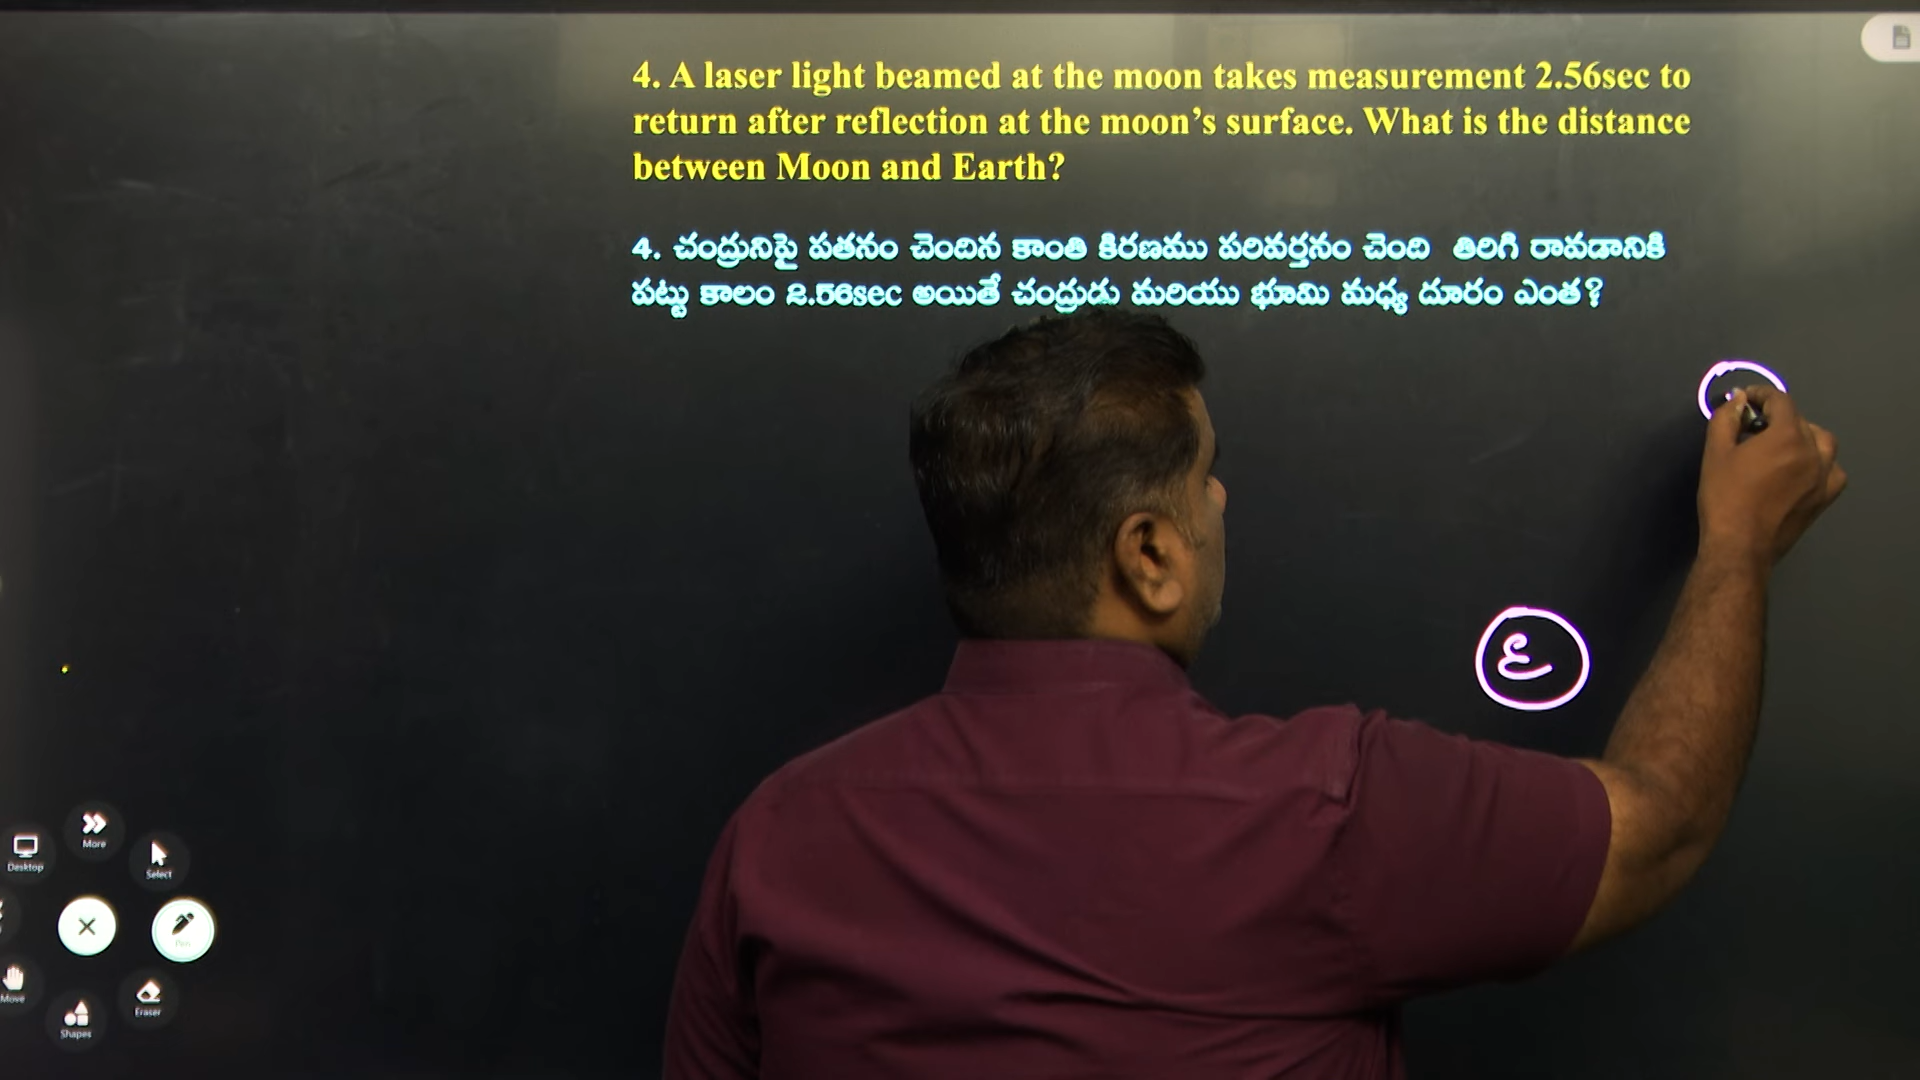 4. A laser light beamed at the moon takes measurement 2.56sec to
return after reflection at the moon’s surface. What is the distance
between Moon and Earth?
4. చంద్రునిపై పతనం చెందిన కాంతి కిరణము పరివర్తనం చెంది తిరిగి రావడానికి
పట్టు కాలం 2.56sec అయితే చంద్రుడు మరియు భూమి మధ్య దూరం ఎంత?
E
More
Desktop
Select
Pen
Move
Eraser
Shapes